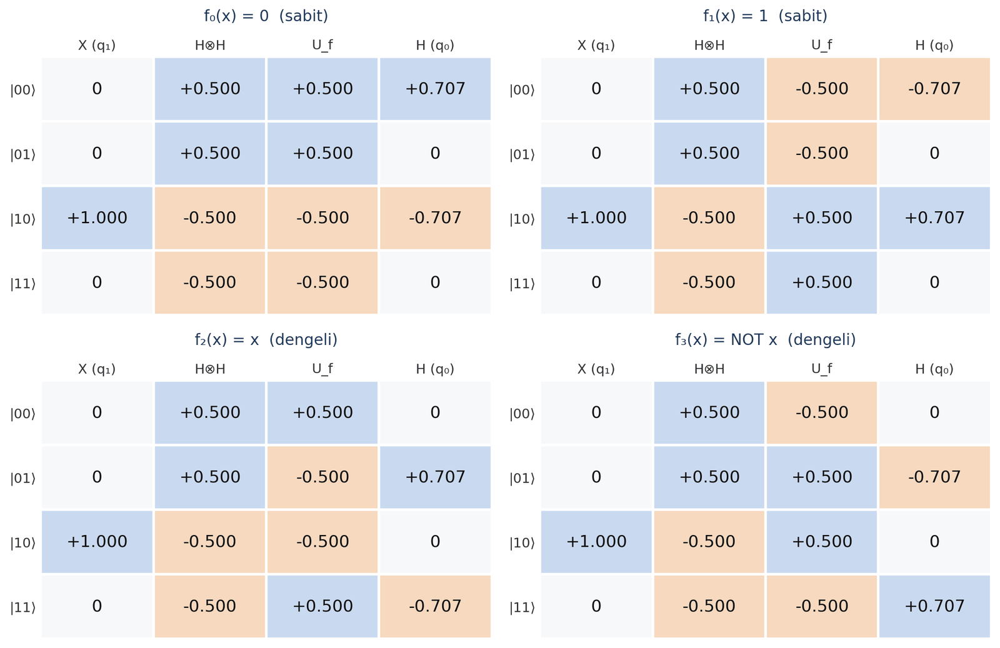 f₀(x) = 0 (sabit)
X (q₁) H⊗H U_f H (q₀)
|00⟩ 0 +0.500 +0.500 +0.707
|01⟩ 0 +0.500 +0.500 0
|10⟩ +1.000 -0.500 -0.500 -0.707
|11⟩ 0 -0.500 -0.500 0
f₁(x) = 1 (sabit)
X (q₁) H⊗H U_f H (q₀)
|00⟩ 0 +0.500 -0.500 -0.707
|01⟩ 0 +0.500 -0.500 0
|10⟩ +1.000 -0.500 +0.500 +0.707
|11⟩ 0 -0.500 +0.500 0
f₂(x) = x (dengeli)
X (q₁) H⊗H U_f H (q₀)
|00⟩ 0 +0.500 +0.500 0
|01⟩ 0 +0.500 -0.500 +0.707
|10⟩ +1.000 -0.500 -0.500 0
|11⟩ 0 -0.500 +0.500 -0.707
f₃(x) = NOT x (dengeli)
X (q₁) H⊗H U_f H (q₀)
|00⟩ 0 +0.500 -0.500 0
|01⟩ 0 +0.500 +0.500 -0.707
|10⟩ +1.000 -0.500 +0.500 0
|11⟩ 0 -0.500 -0.500 +0.707